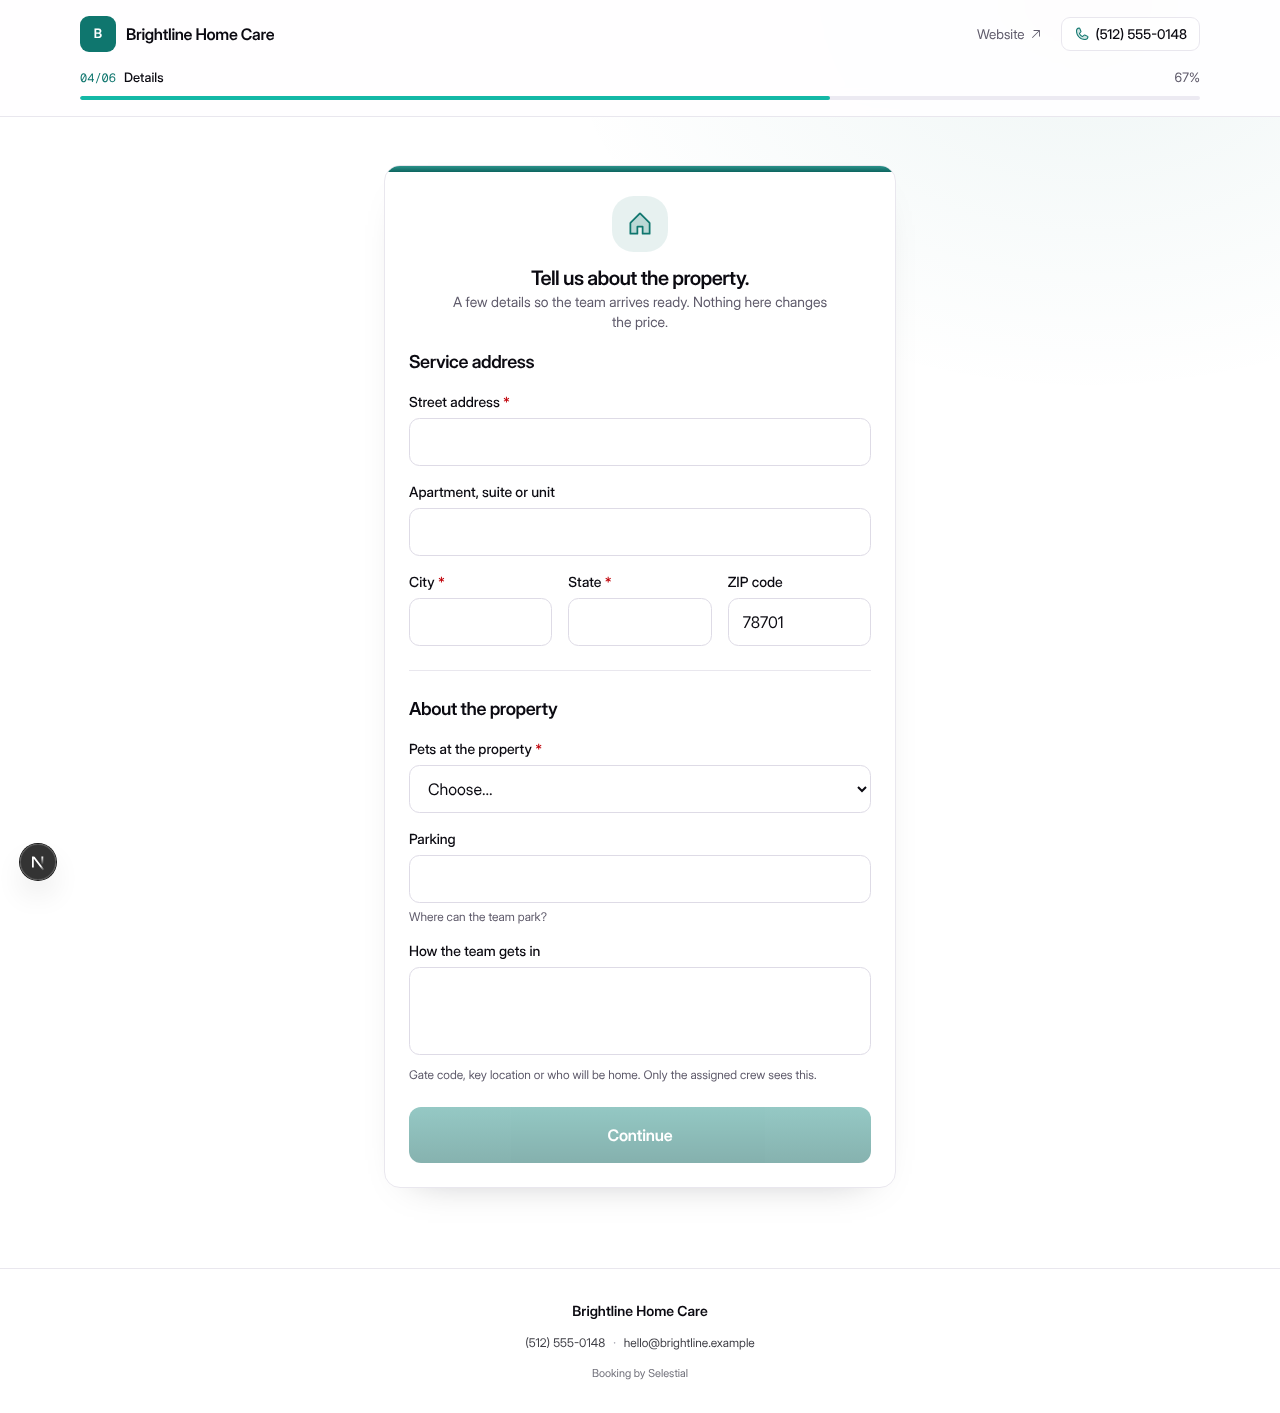 B
Brightline Home Care
Website
(512) 555-0148
04/06 Details
67%
Tell us about the property.
A few details so the team arrives ready. Nothing here changes
the price.
Service address
Street address *
Apartment, suite or unit
City *
State *
ZIP code
78701
About the property
Pets at the property *
Choose...
Parking
Where can the team park?
How the team gets in
Gate code, key location or who will be home. Only the assigned crew sees this.
Continue
N
Brightline Home Care
(512) 555-0148 · hello@brightline.example
Booking by Selestial